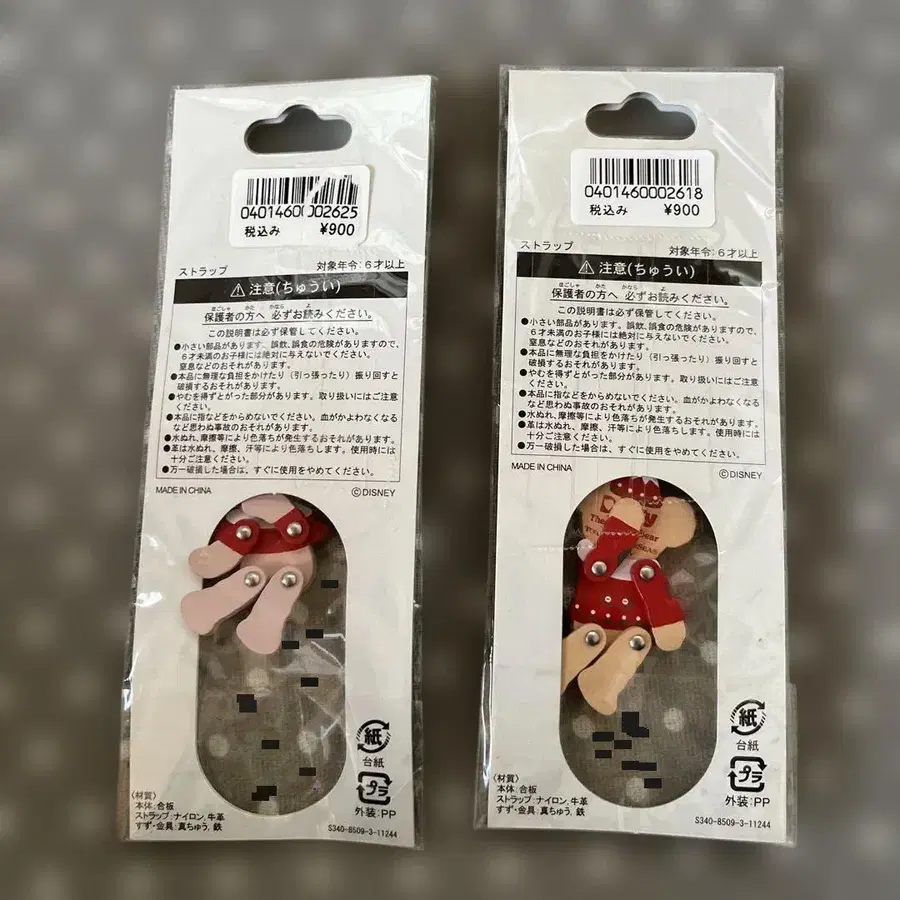 0401460002625
税込み ¥900
ストラップ 対象年令:6才以上
⚠注意(ちゅうい)
保護者の方へ 必ずお読みください。
この説明書は必ず保管してください。
●小さい部品があります。誤飲、誤食の危険がありますので、
6才未満のお子様には絶対に与えないでください。
窒息などのおそれがあります。
●本品に無理な負担をかけたり(引っ張ったり)振り回すと
破損するおそれがあります。
●やむを得ずとがった部分があります。取り扱いにはご注意
ください。
●本品に指などをからめないでください。血がかよわなくなる
など思わぬ事故のおそれがあります。
●水ぬれ、摩擦等により色落ちが発生するおそれがあります。
●革は水ぬれ、摩擦、汗等により色落ちします。使用時には
十分ご注意ください。
●万一破損した場合は、すぐに使用をやめてください。
MADE IN CHINA ©DISNEY
紙
台紙
プラ
外装:PP
〈材質〉
本体:合板
ストラップ:ナイロン、牛革
すず・金具:真ちゅう、鉄
S340-8509-3-11244
0401460002618
税込み ¥900
ストラップ 対象年令:6才以上
⚠注意(ちゅうい)
保護者の方へ 必ずお読みください。
この説明書は必ず保管してください。
●小さい部品があります。誤飲、誤食の危険がありますので、
6才未満のお子様には絶対に与えないでください。
窒息などのおそれがあります。
●本品に無理な負担をかけたり(引っ張ったり)振り回すと
破損するおそれがあります。
●やむを得ずとがった部分があります。取り扱いにはご注意
ください。
●本品に指などをからめないでください。血がかよわなくなる
など思わぬ事故のおそれがあります。
●水ぬれ、摩擦等により色落ちが発生するおそれがあります。
●革は水ぬれ、摩擦、汗等により色落ちします。使用時には
十分ご注意ください。
●万一破損した場合は、すぐに使用をやめてください。
MADE IN CHINA ©DISNEY
紙
台紙
プラ
外装:PP
〈材質〉
本体:合板
ストラップ:ナイロン、牛革
すず・金具:真ちゅう、鉄
S340-8509-3-11244